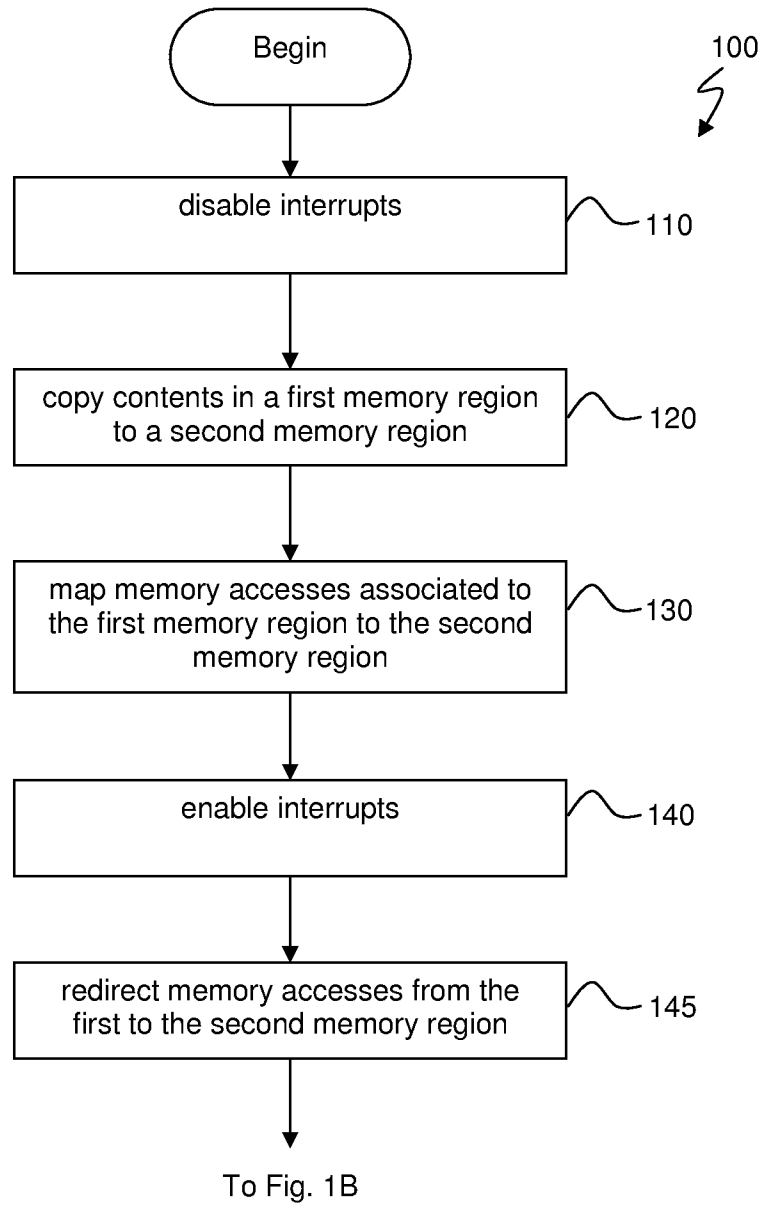 Begin
100
disable interrupts
110
copy contents in a first memory region
to a second memory region
120
map memory accesses associated to
the first memory region to the second
memory region
130
enable interrupts
140
redirect memory accesses from the
first to the second memory region
145
To Fig. 1B